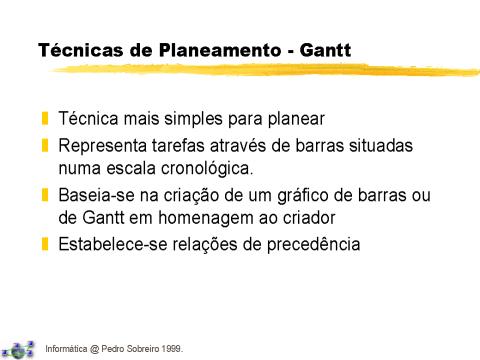 Técnicas de Planeamento - Gantt
Técnica mais simples para planear
Representa tarefas através de barras situadas
numa escala cronológica.
Baseia-se na criação de um gráfico de barras ou
de Gantt em homenagem ao criador
Estabelece-se relações de precedência
Informática @ Pedro Sobreiro 1999.